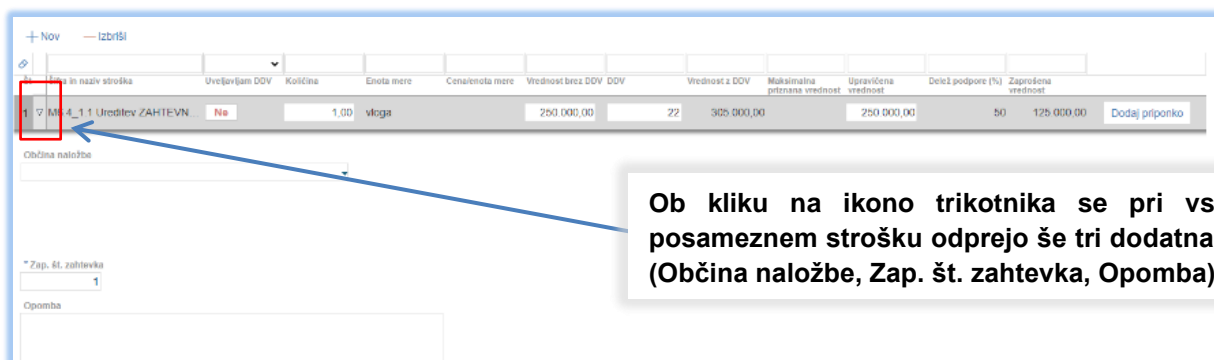 Nov Izbriši
Šifra in naziv stroška Uveljavljam DDV Količina Enota mere Cena/enota mere Vrednost brez DDV DDV Vrednost z DDV Maksimalna priznana vrednost Upravičena vrednost Delež podpore (%) Zaprošena vrednost
1 M6.4_1.1 Ureditev ZAHTEVN... Ne 1,00 vloga 250.000,00 22 305.000,00 250.000,00 50 125.000,00 Dodaj priponko
Občina naložbe
Ob kliku na ikono trikotnika se pri vs
posameznem strošku odprejo še tri dodatna
(Občina naložbe, Zap. št. zahtevka, Opomba)
* Zap. št. zahtevka
1
Opomba